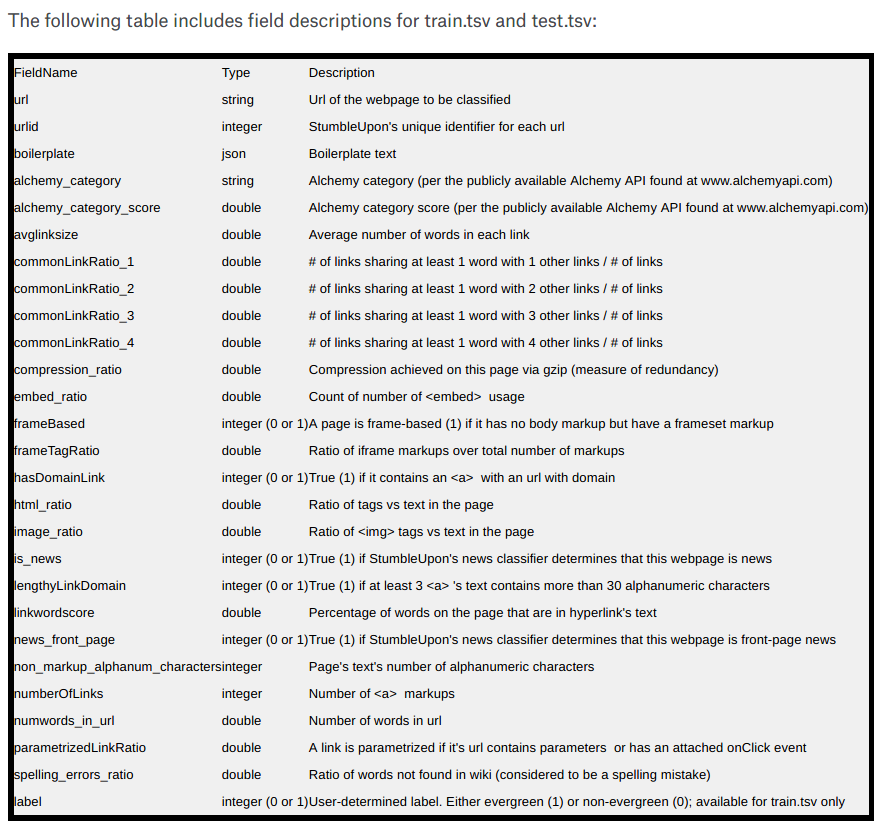 The following table includes field descriptions for train.tsv and test.tsv:
FieldName Type Description
url string Url of the webpage to be classified
urlid integer StumbleUpon's unique identifier for each url
boilerplate json Boilerplate text
alchemy_category string Alchemy category (per the publicly available Alchemy API found at www.alchemyapi.com)
alchemy_category_score double Alchemy category score (per the publicly available Alchemy API found at www.alchemyapi.com)
avglinksize double Average number of words in each link
commonLinkRatio_1 double # of links sharing at least 1 word with 1 other links / # of links
commonLinkRatio_2 double # of links sharing at least 1 word with 2 other links / # of links
commonLinkRatio_3 double # of links sharing at least 1 word with 3 other links / # of links
commonLinkRatio_4 double # of links sharing at least 1 word with 4 other links / # of links
compression_ratio double Compression achieved on this page via gzip (measure of redundancy)
embed_ratio double Count of number of <embed> usage
frameBased integer (0 or 1) A page is frame-based (1) if it has no body markup but have a frameset markup
frameTagRatio double Ratio of iframe markups over total number of markups
hasDomainLink integer (0 or 1) True (1) if it contains an <a> with an url with domain
html_ratio double Ratio of tags vs text in the page
image_ratio double Ratio of <img> tags vs text in the page
is_news integer (0 or 1) True (1) if StumbleUpon's news classifier determines that this webpage is news
lengthyLinkDomain integer (0 or 1) True (1) if at least 3 <a> 's text contains more than 30 alphanumeric characters
linkwordscore double Percentage of words on the page that are in hyperlink's text
news_front_page integer (0 or 1) True (1) if StumbleUpon's news classifier determines that this webpage is front-page news
non_markup_alphanum_characters integer Page's text's number of alphanumeric characters
numberOfLinks integer Number of <a> markups
numwords_in_url double Number of words in url
parametrizedLinkRatio double A link is parametrized if it's url contains parameters or has an attached onClick event
spelling_errors_ratio double Ratio of words not found in wiki (considered to be a spelling mistake)
label integer (0 or 1) User-determined label. Either evergreen (1) or non-evergreen (0); available for train.tsv only